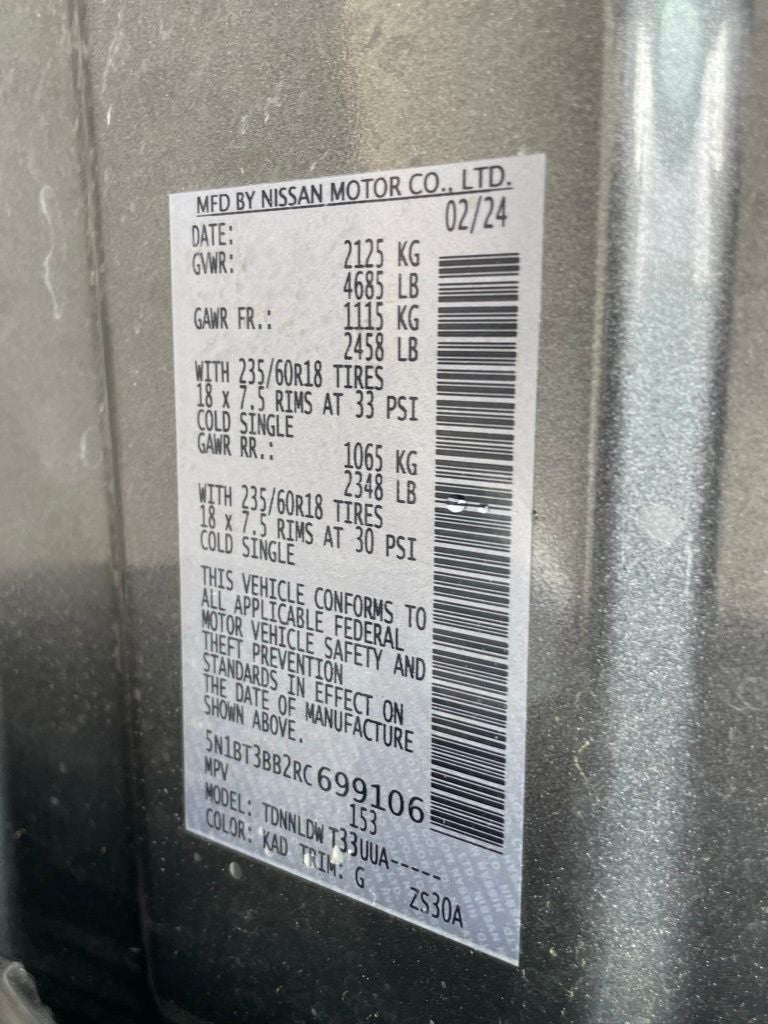 MFD BY NISSAN MOTOR CO., LTD.
DATE: 02/24
GVWR: 2125 KG
4685 LB
GAWR FR.: 1115 KG
2458 LB
WITH 235/60R18 TIRES
18 x 7.5 RIMS AT 33 PSI
COLD SINGLE
GAWR RR.: 1065 KG
2348 LB
WITH 235/60R18 TIRES
18 x 7.5 RIMS AT 30 PSI
COLD SINGLE
THIS VEHICLE CONFORMS TO
ALL APPLICABLE FEDERAL
MOTOR VEHICLE SAFETY AND
THEFT PREVENTION
STANDARDS IN EFFECT ON
THE DATE OF MANUFACTURE
SHOWN ABOVE.
5N1BT3BB2RC699106
MPV 153
MODEL: TDNNLDW T33UUA-----
COLOR: KAD TRIM: G ZS30A